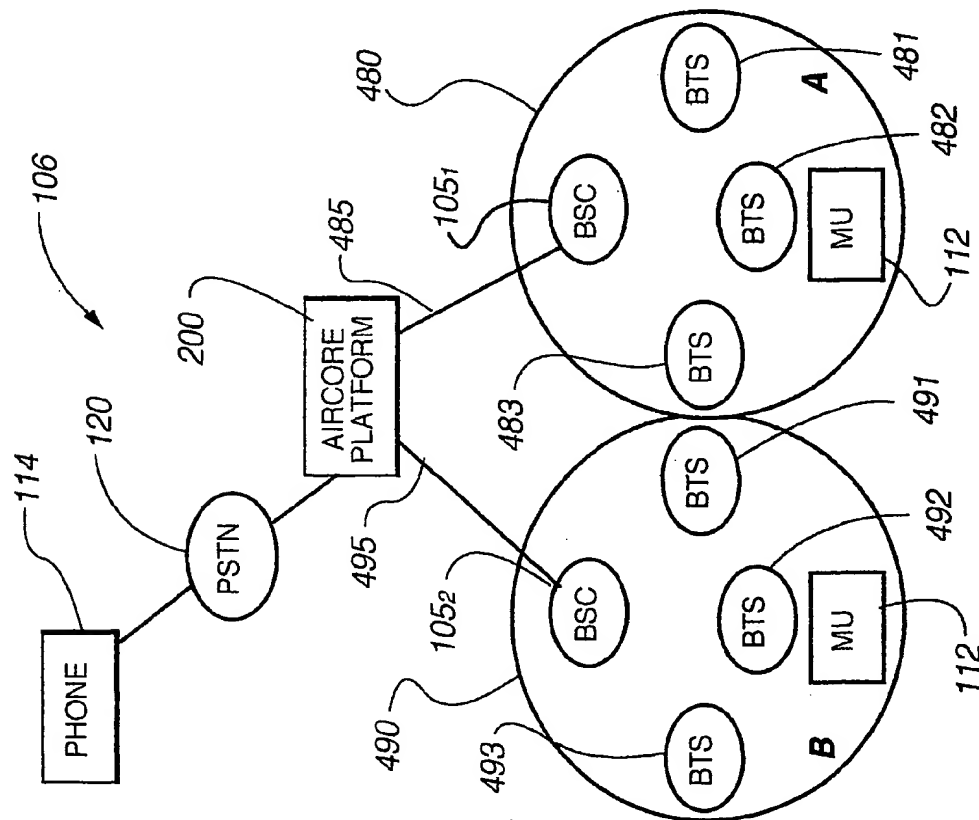 PHONE
114
PSTN
120
106
AIRCORE
PLATFORM
200
495
485
490
105₂
BSC
493
BTS
BTS
492
BTS
491
MU
112
B
480
105₁
BSC
483
BTS
BTS
482
BTS
481
MU
112
A